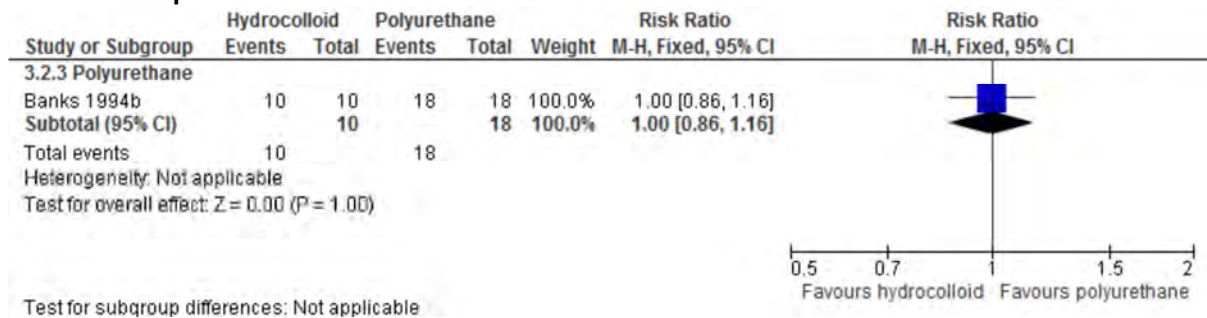 Hydrocolloid Polyurethane Risk Ratio Risk Ratio
Study or Subgroup Events Total Events Total Weight M-H, Fixed, 95% CI M-H, Fixed, 95% CI
3.2.3 Polyurethane
Banks 1994b 10 10 18 18 100.0% 1.00 [0.86, 1.16]
Subtotal (95% CI) 10 18 100.0% 1.00 [0.86, 1.16]
Total events 10 18
Heterogeneity: Not applicable
Test for overall effect: Z = 0.00 (P = 1.00)
0.5 0.7 1 1.5 2
Favours hydrocolloid Favours polyurethane
Test for subgroup differences: Not applicable